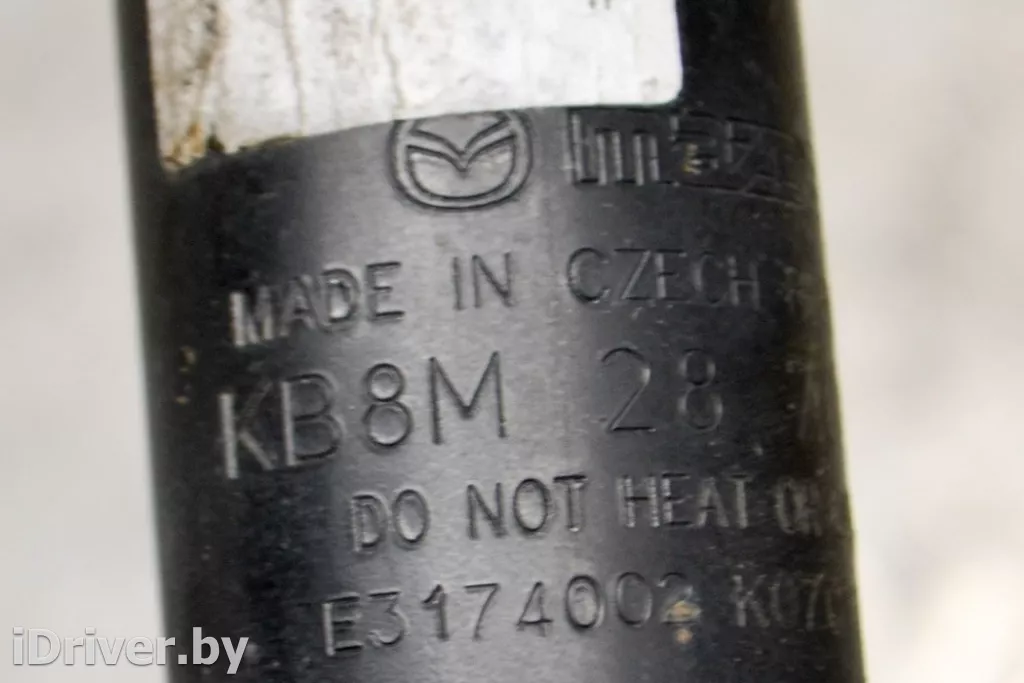 MADE IN CZECH
KB8M 28
DO NOT HEAT
E3174002
iDriver.by